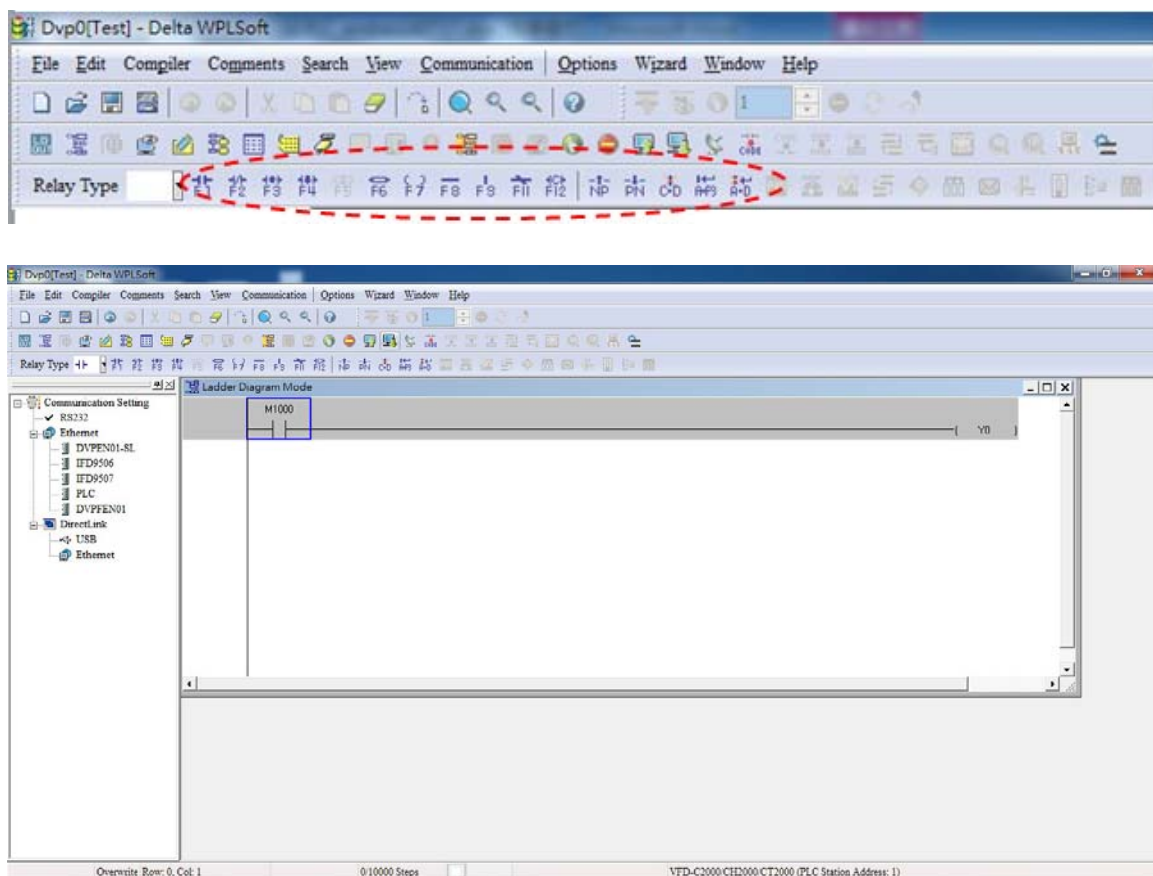 Dvp0[Test] - Delta WPLSoft
File Edit Compiler Comments Search View Communication Options Wizard Window Help
1
Relay Type F1 F2 F3 F4 F5 F6 F7 F8 F9 F11 F12 NP PN C•D
Dvp0[Test] - Delta WPLSoft
File Edit Compiler Comments Search View Communication Options Wizard Window Help
1
Relay Type
Ladder Diagram Mode
Communication Setting
RS232
Ethernet
DVPEN01-SL
IFD9506
IFD9507
PLC
DVPFEN01
DirectLink
USB
Ethernet
M1000
Y0
Overwrite Row: 0, Col: 1 0/10000 Steps VFD-C2000/CH2000/CT2000 (PLC Station Address: 1)